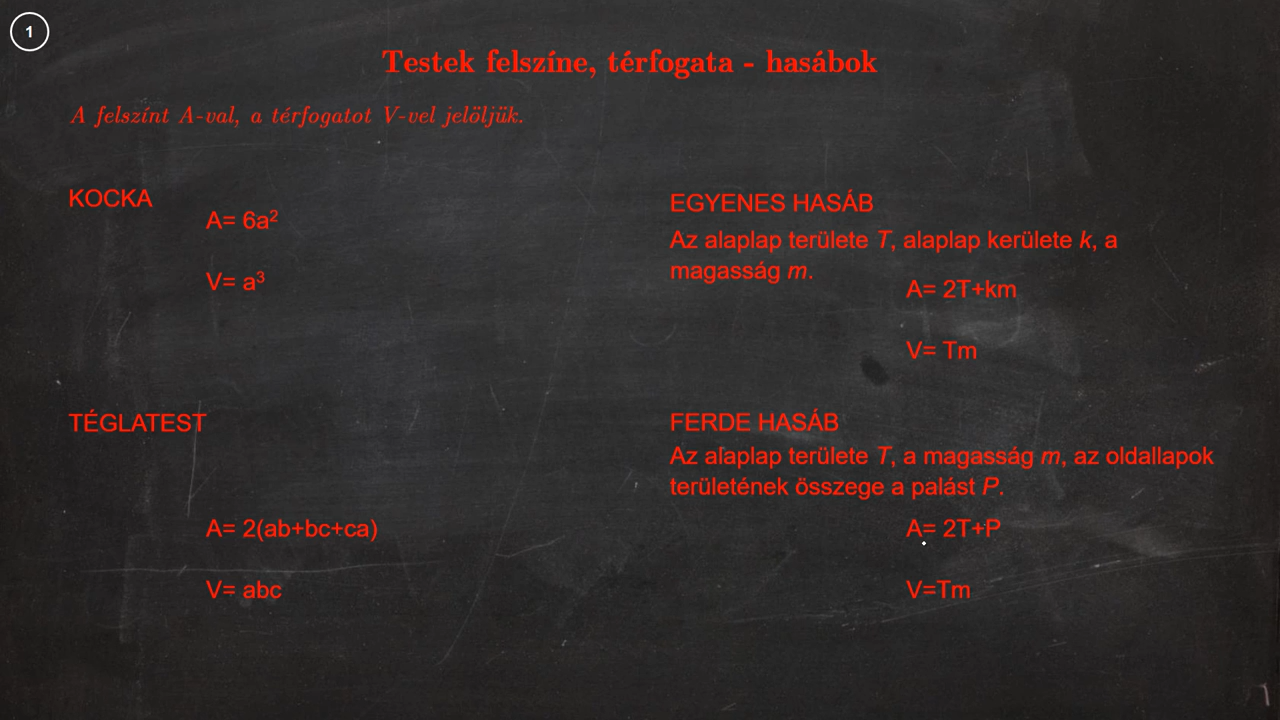 1
Testek felszíne, térfogata - hasábok
A felszínt A-val, a térfogatot V-vel jelöljük.
KOCKA
A= 6a²
V= a³
TÉGLATEST
A= 2(ab+bc+ca)
V= abc
EGYENES HASÁB
Az alaplap területe T, alaplap kerülete k, a
magasság m.
A= 2T+km
V= Tm
FERDE HASÁB
Az alaplap területe T, a magasság m, az oldallapok
területének összege a palást P.
A= 2T+P
V=Tm